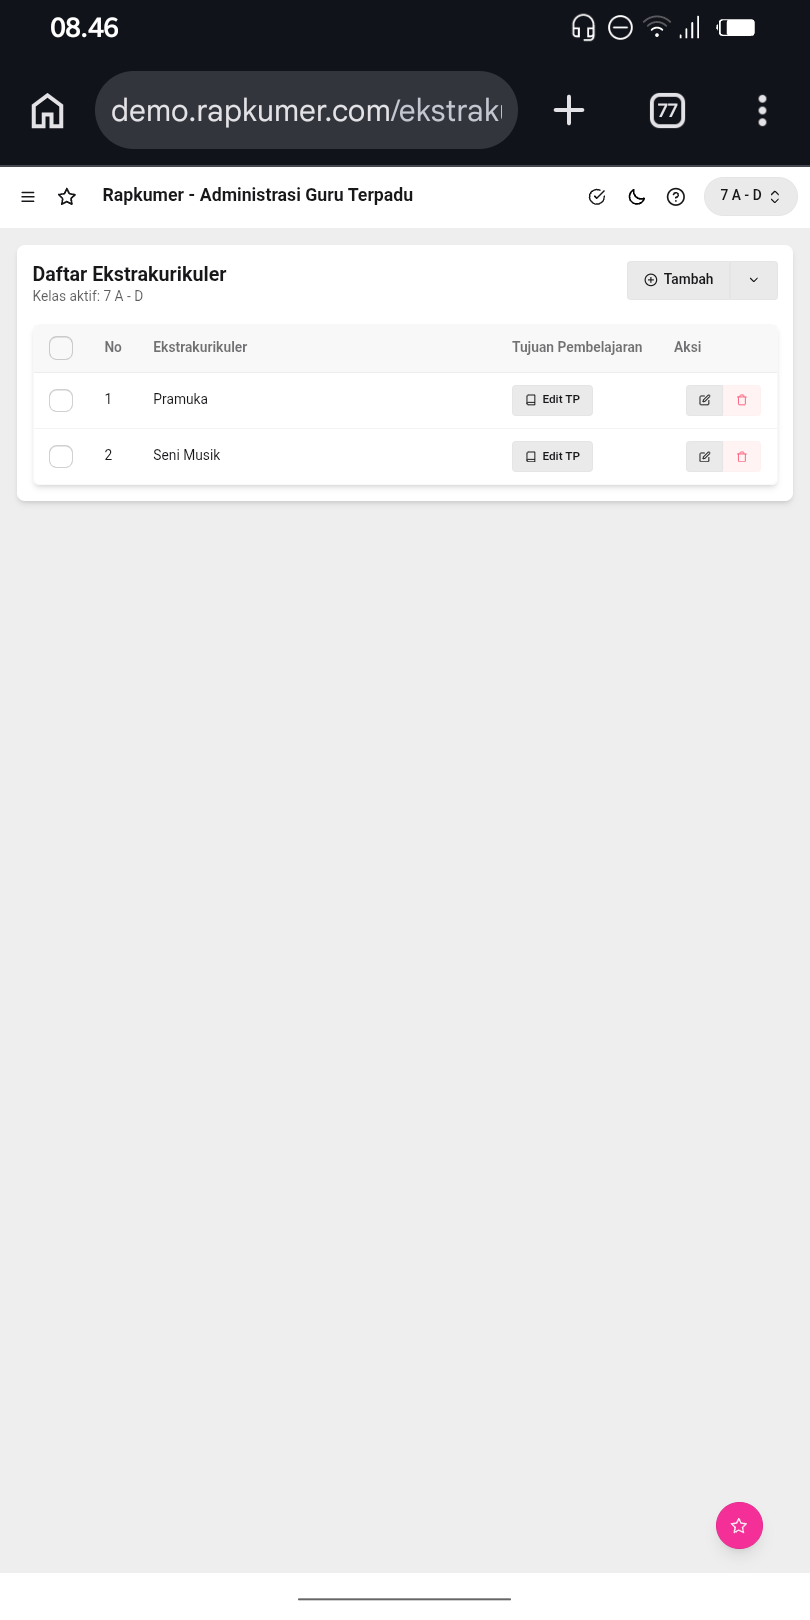 08.46
demo.rapkumer.com/ekstrak
77
Rapkumer - Administrasi Guru Terpadu
7 A - D
Daftar Ekstrakurikuler
Kelas aktif: 7 A - D
Tambah
No Ekstrakurikuler Tujuan Pembelajaran Aksi
1 Pramuka Edit TP
2 Seni Musik Edit TP